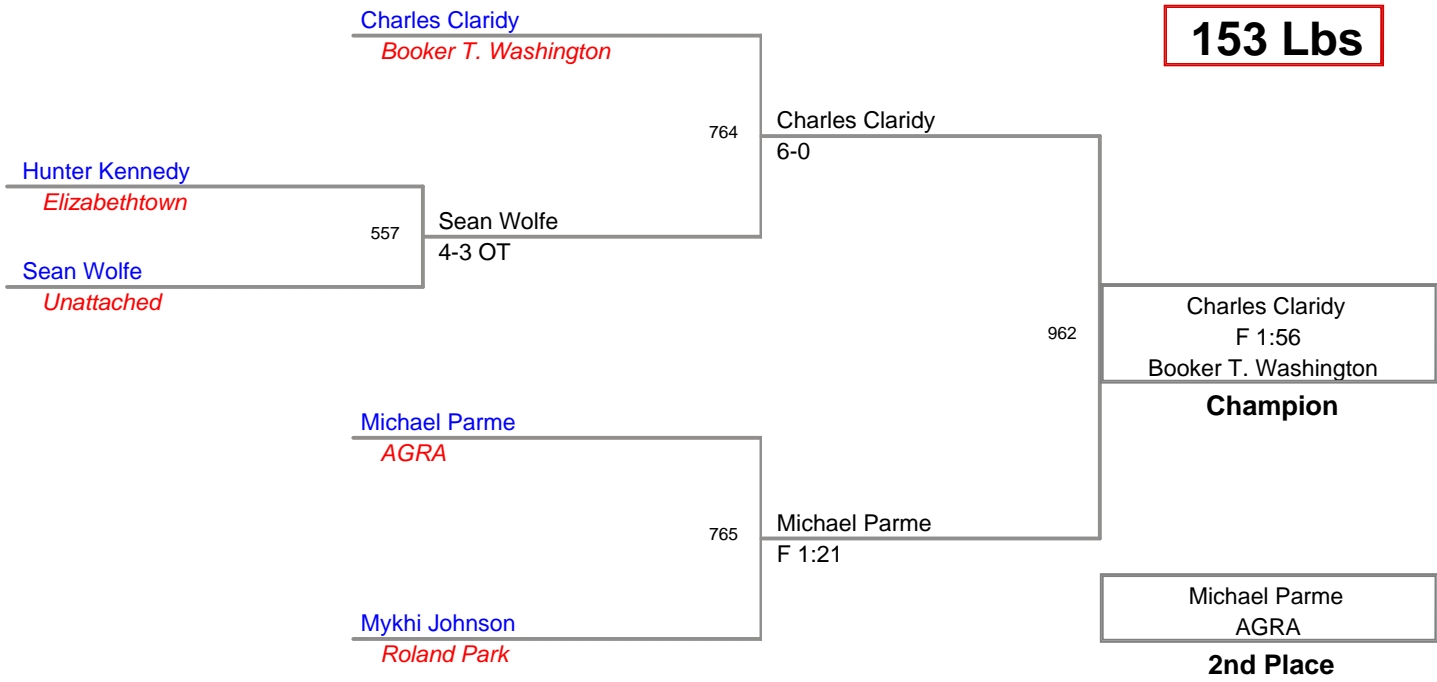 153 Lbs
Charles Claridy
Booker T. Washington
764
Charles Claridy
6-0
Hunter Kennedy
Elizabethtown
557
Sean Wolfe
4-3 OT
Sean Wolfe
Unattached
962
Charles Claridy
F 1:56
Booker T. Washington
Champion
Michael Parme
AGRA
765
Michael Parme
F 1:21
Mykhi Johnson
Roland Park
Michael Parme
AGRA
2nd Place